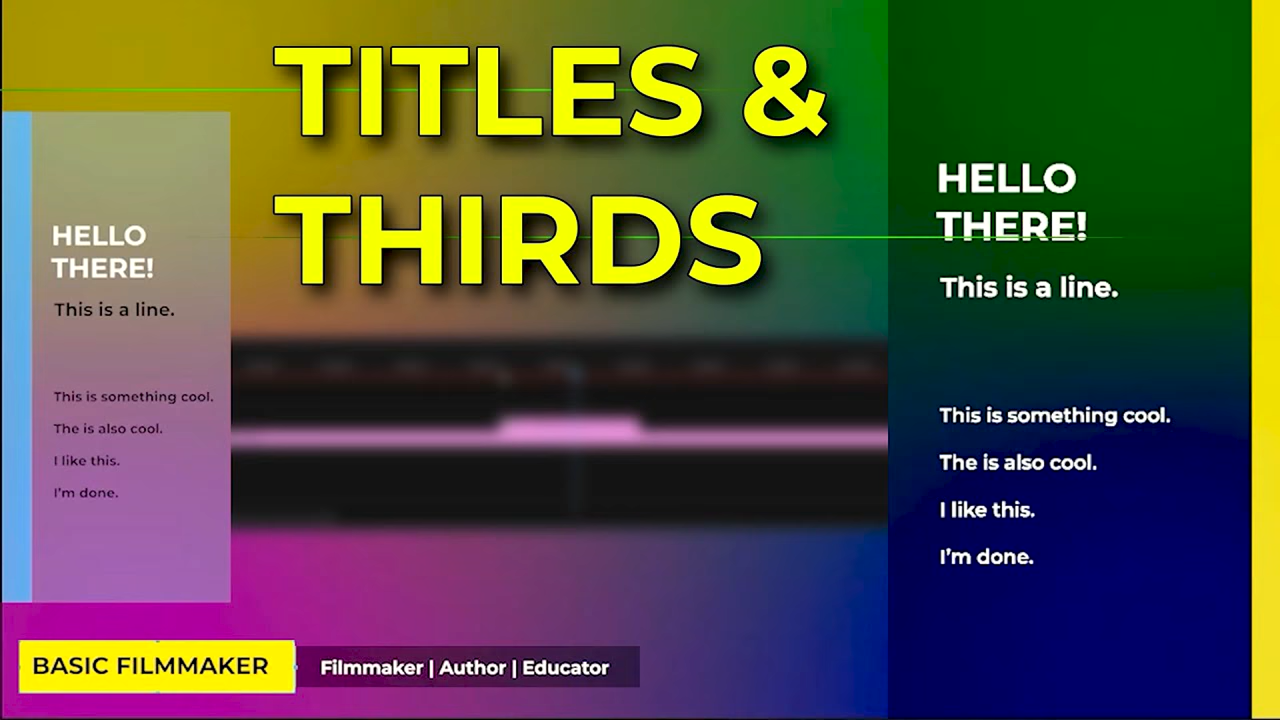 TITLES &
THIRDS
HELLO
THERE!
This is a line.
This is something cool.
The is also cool.
I like this.
I'm done.
HELLO
THERE!
This is a line.
This is something cool.
The is also cool.
I like this.
I'm done.
BASIC FILMMAKER
Filmmaker | Author | Educator